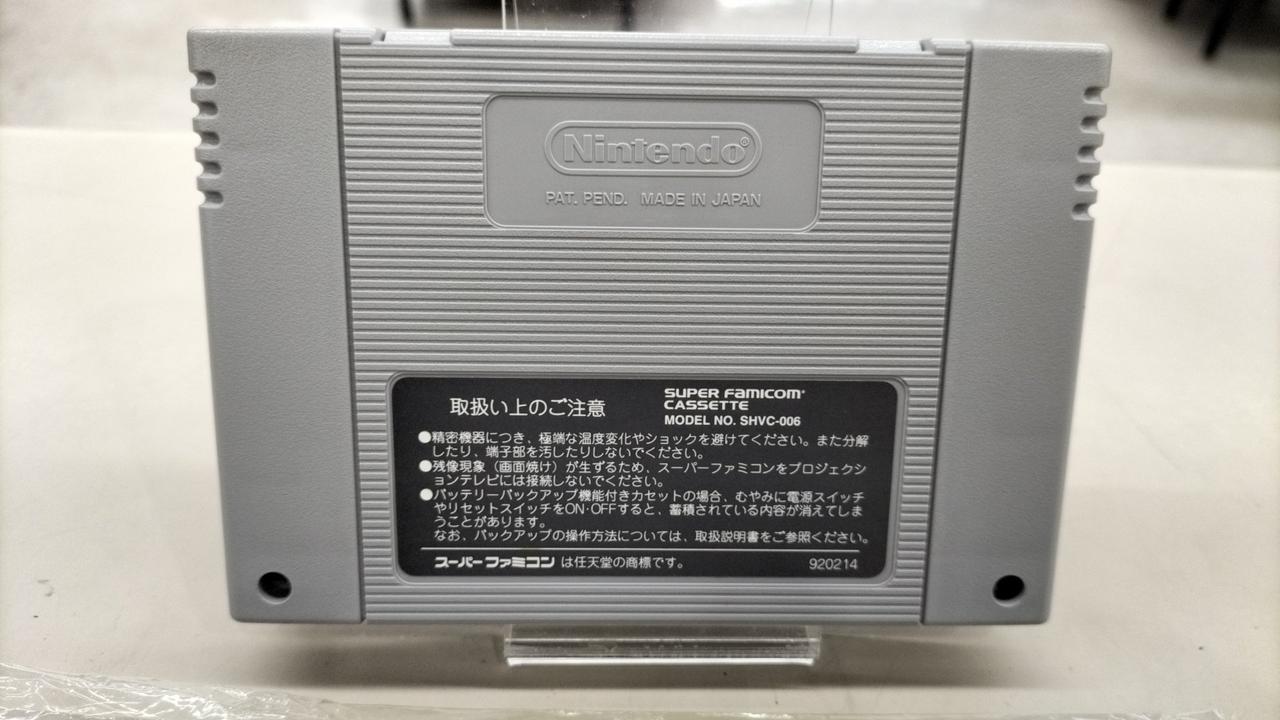 Nintendo®
PAT. PEND. MADE IN JAPAN
取扱い上のご注意
SUPER FAMICOM®
CASSETTE
MODEL NO. SHVC-006
●精密機器につき、極端な温度変化やショックを避けてください。また分解
したり、端子部を汚したりしないでください。
●残像現象（画面焼け）が生ずるため、スーパーファミコンをプロジェクシ
ョンテレビには接続しないでください。
●バッテリーバックアップ機能付きカセットの場合、むやみに電源スイッチ
やリセットスイッチをON·OFFすると、蓄積されている内容が消えてしま
うことがあります。
なお、バックアップの操作方法については、取扱説明書をご参照ください。
スーパーファミコン は任天堂の商標です。
920214